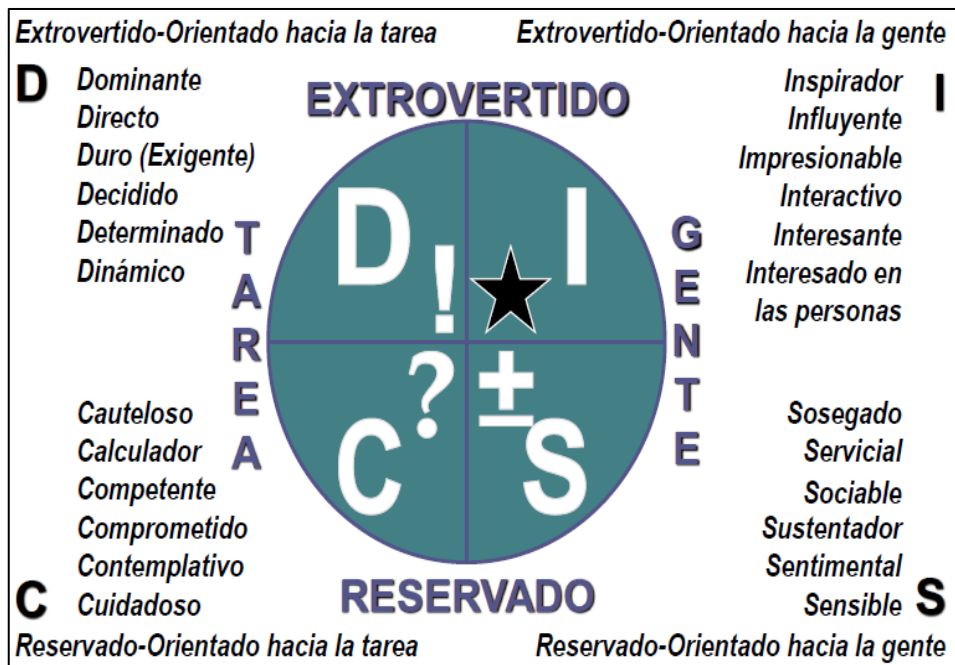 Extrovertido-Orientado hacia la tarea
Extrovertido-Orientado hacia la gente
D
Dominante
Directo
Duro (Exigente)
Decidido
Determinado
Dinámico
I
Inspirador
Influyente
Impresionable
Interactivo
Interesante
Interesado en
las personas
EXTROVERTIDO
TAREA
GENTE
D !
I
? C
± S
RESERVADO
Cauteloso
Calculador
Competente
Comprometido
Contemplativo
Cuidadoso
C
Sosegado
Servicial
Sociable
Sustentador
Sentimental
Sensible
S
Reservado-Orientado hacia la tarea
Reservado-Orientado hacia la gente